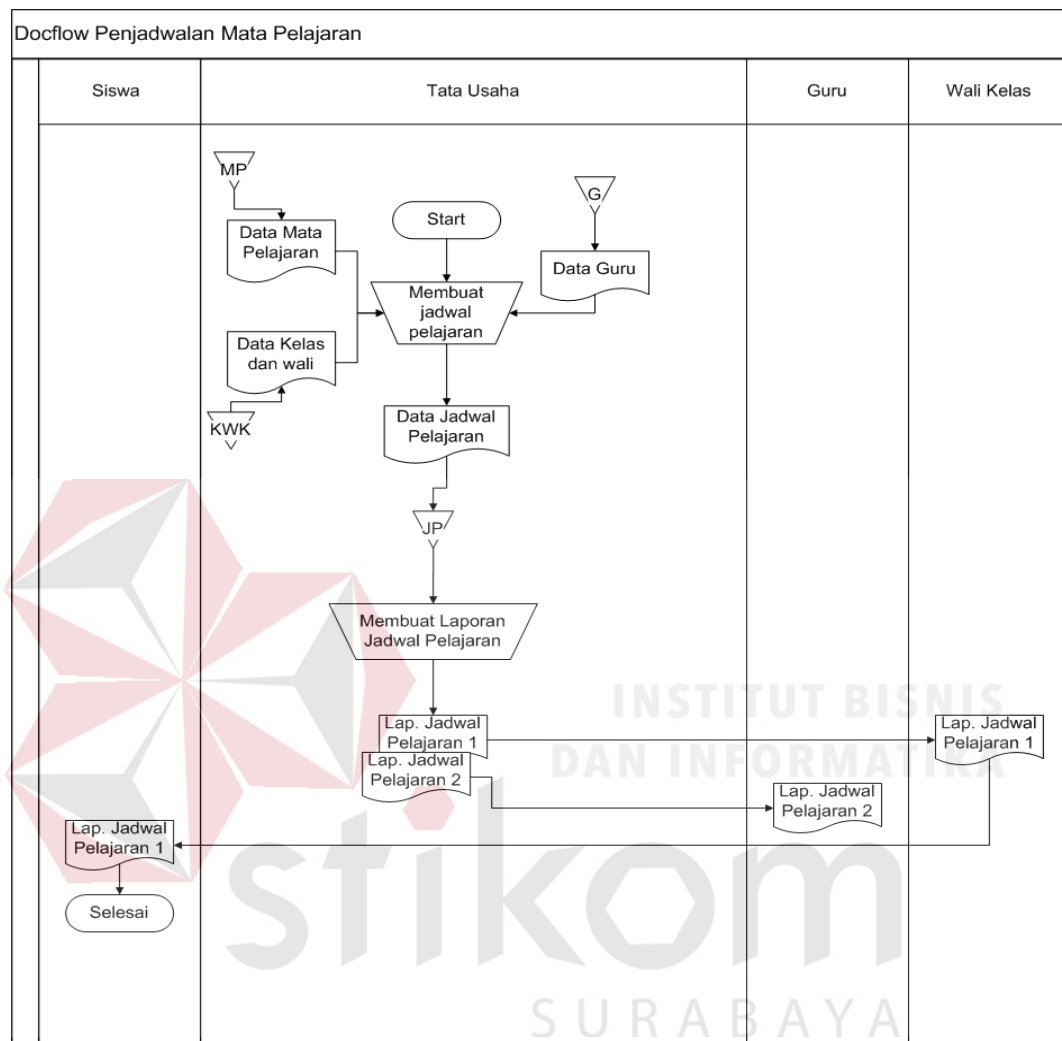 Docflow Penjadwalan Mata Pelajaran
Siswa
Tata Usaha
Guru
Wali Kelas
MP
G
Start
Data Mata
Pelajaran
Data Guru
Membuat
jadwal
pelajaran
Data Kelas
dan wali
KWK
Data Jadwal
Pelajaran
JP
Membuat Laporan
Jadwal Pelajaran
INSTITUT BISNIS
DAN INFORMATIKA
Lap. Jadwal
Pelajaran 1
Lap. Jadwal
Pelajaran 2
Lap. Jadwal
Pelajaran 1
Lap. Jadwal
Pelajaran 2
Lap. Jadwal
Pelajaran 1
Selesai
stikom
SURABAYA